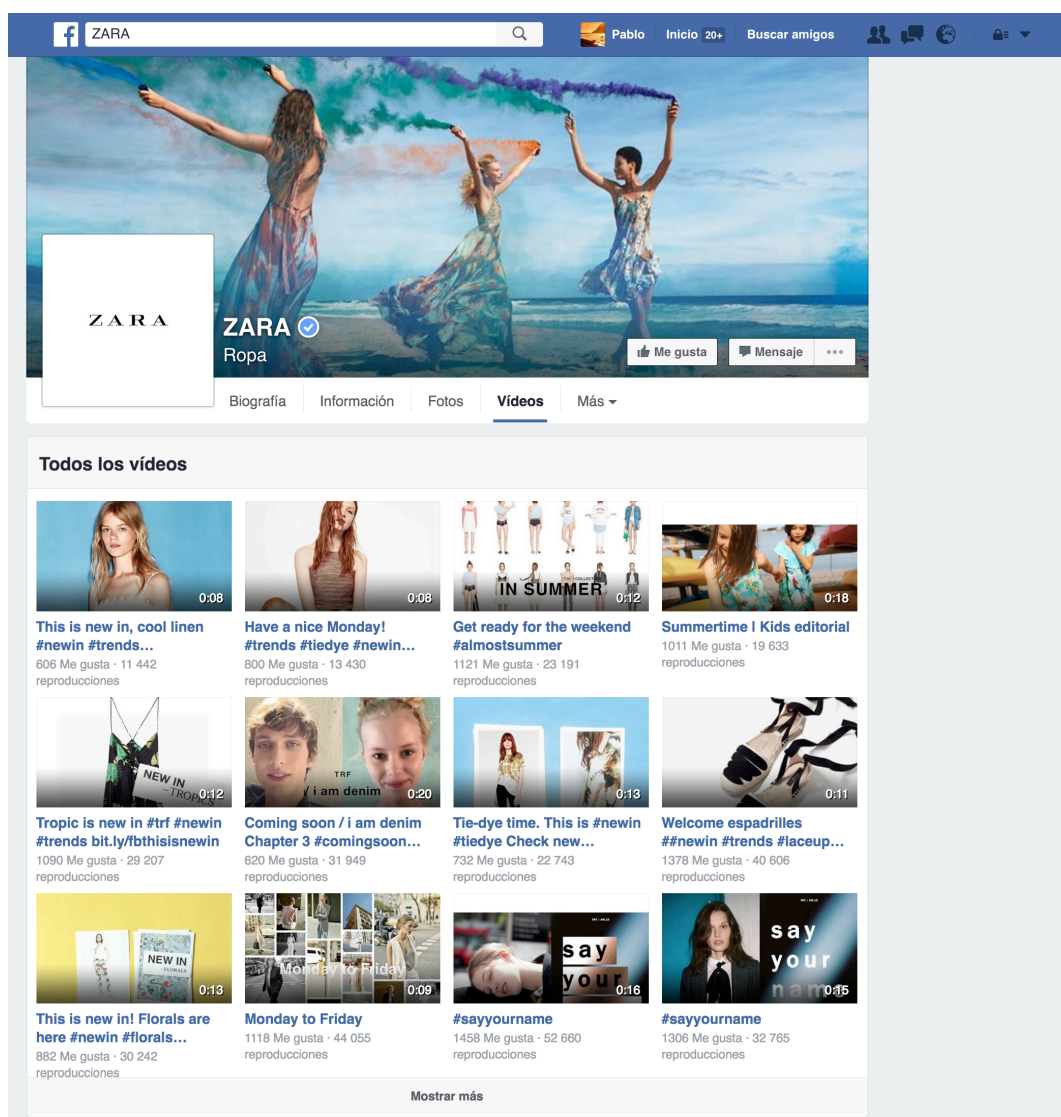 ZARA
Pablo
Inicio 20+
Buscar amigos
ZARA
ZARA
Ropa
Me gusta
Mensaje
Biografía
Información
Fotos
Vídeos
Más
Todos los vídeos
0:08
0:08
TRF | COLLECTION
IN SUMMER
0:12
0:18
This is new in, cool linen
#newin #trends...
606 Me gusta · 11 442
reproducciones
Have a nice Monday!
#trends #tiedye #newin...
800 Me gusta · 13 430
reproducciones
Get ready for the weekend
#almostsummer
1121 Me gusta · 23 191
reproducciones
Summertime l Kids editorial
1011 Me gusta · 19 633
reproducciones
NEW IN
–TROPICS
0:12
TRF
/ i am denim
0:20
0:13
0:11
Tropic is new in #trf #newin
#trends bit.ly/fbthisisnewin
1090 Me gusta · 29 207
reproducciones
Coming soon / i am denim
Chapter 3 #comingsoon...
620 Me gusta · 31 949
reproducciones
Tie-dye time. This is #newin
#tiedye Check new...
732 Me gusta · 22 743
reproducciones
Welcome espadrilles
##newin #trends #laceup...
1378 Me gusta · 40 606
reproducciones
NEW IN
–FLORALS
0:13
Monday to Friday
0:09
say
your
0:16
say
your
name
0:15
This is new in! Florals are
here #newin #florals...
882 Me gusta · 30 242
reproducciones
Monday to Friday
1118 Me gusta · 44 055
reproducciones
#sayyourname
1458 Me gusta · 52 660
reproducciones
#sayyourname
1306 Me gusta · 32 765
reproducciones
Mostrar más